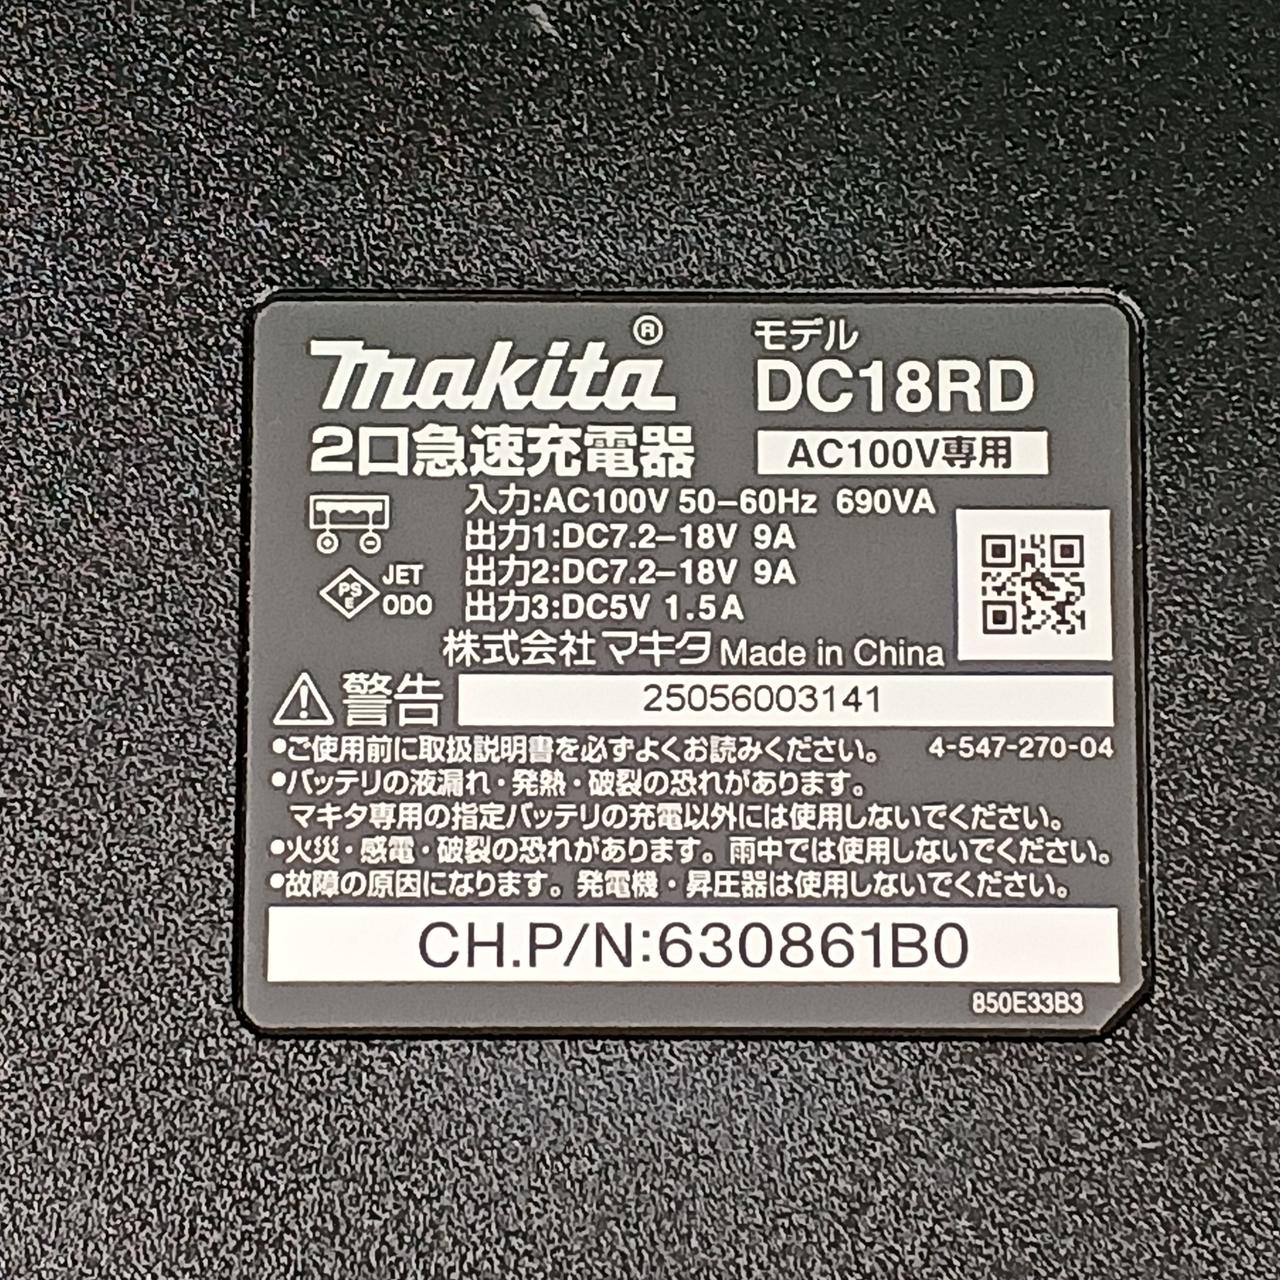 makita®
モデル
DC18RD
2口急速充電器
AC100V専用
入力:AC100V 50-60Hz 690VA
出力1:DC7.2-18V 9A
出力2:DC7.2-18V 9A
出力3:DC5V 1.5A
PS
E
JET
ODO
株式会社 マキタ Made in China
警告
25056003141
•ご使用前に取扱説明書を必ずよくお読みください。 4-547-270-04
•バッテリの液漏れ・発熱・破裂の恐れがあります。
マキタ専用の指定バッテリの充電以外には使用しないでください。
•火災・感電・破裂の恐れがあります。雨中では使用しないでください。
•故障の原因になります。発電機・昇圧器は使用しないでください。
CH.P/N:630861B0
850E33B3